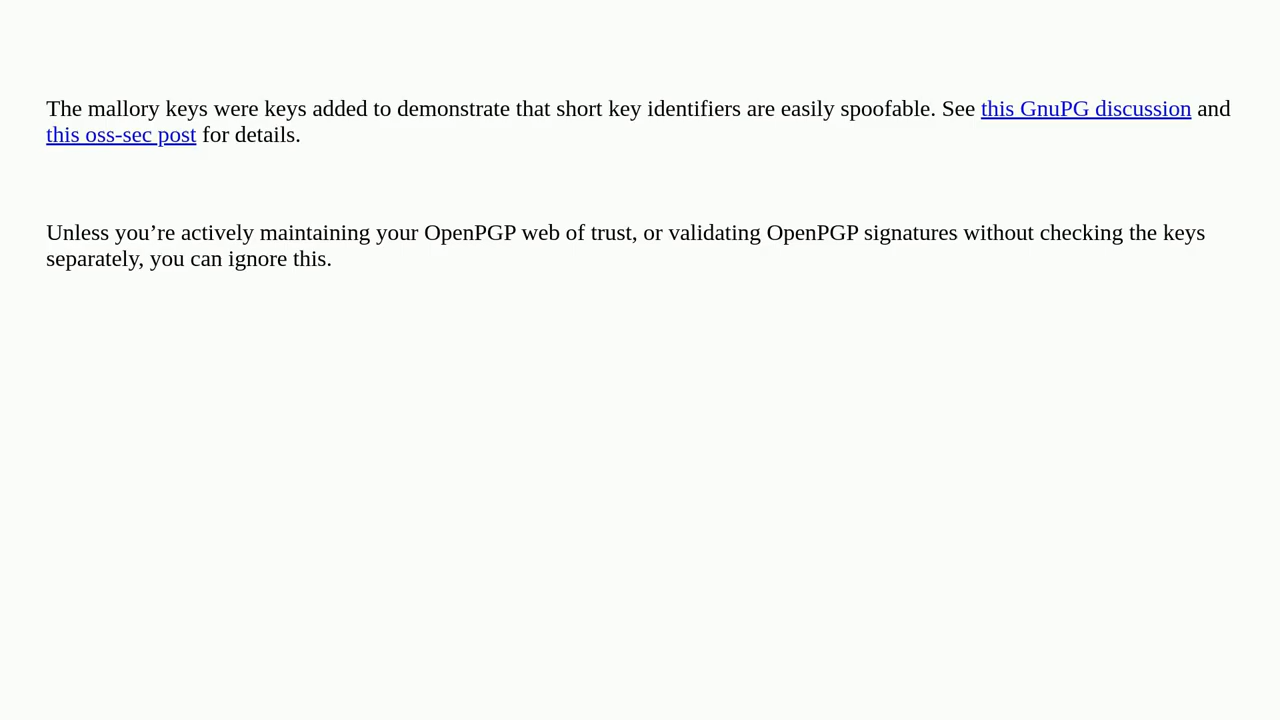 The mallory keys were keys added to demonstrate that short key identifiers are easily spoofable. See this GnuPG discussion and
this oss-sec post for details.
Unless you’re actively maintaining your OpenPGP web of trust, or validating OpenPGP signatures without checking the keys
separately, you can ignore this.